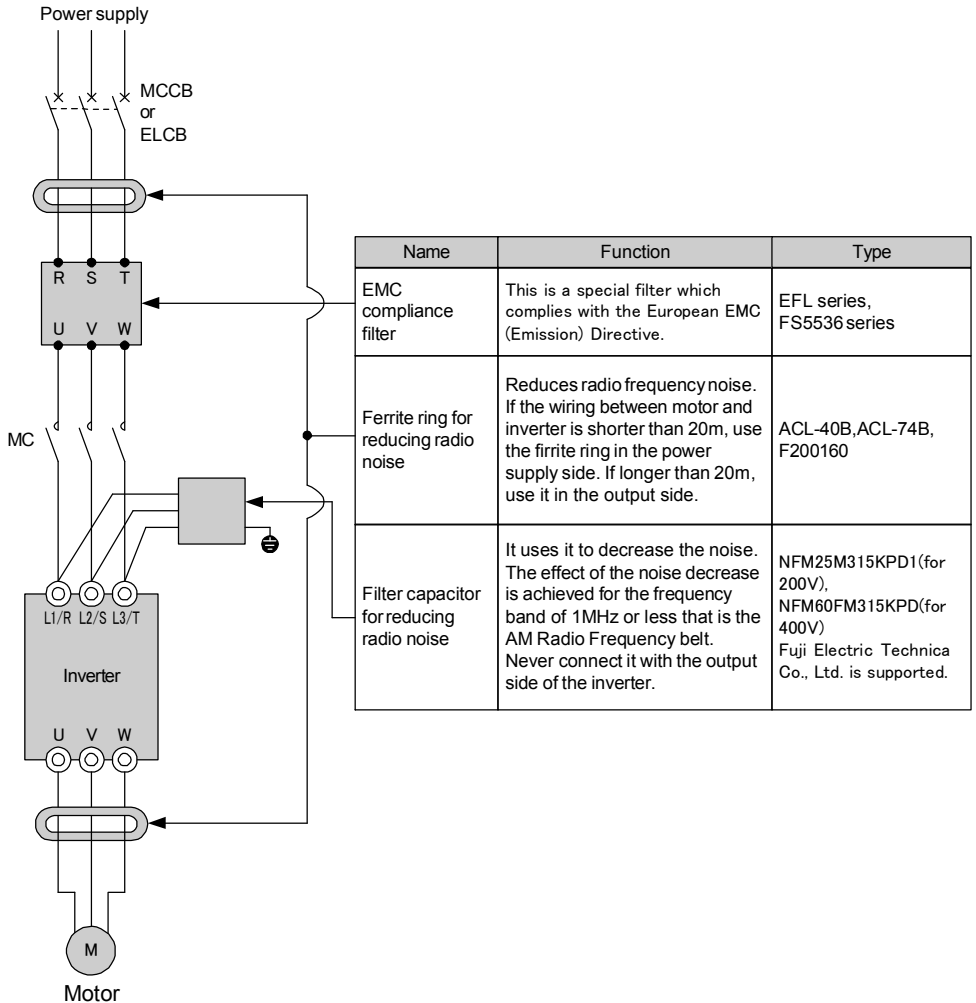 Power supply
MCCB
or
ELCB
R S T
U V W
MC
L1/R L2/S L3/T
Inverter
U V W
M
Motor
Name Function Type
EMC
compliance
filter
This is a special filter which
complies with the European EMC
(Emission) Directive.
EFL series,
FS5536 series
Ferrite ring for
reducing radio
noise
Reduces radio frequency noise.
If the wiring between motor and
inverter is shorter than 20m, use
the firrite ring in the power
supply side. If longer than 20m,
use it in the output side.
ACL-40B,ACL-74B,
F200160
Filter capacitor
for reducing
radio noise
It uses it to decrease the noise.
The effect of the noise decrease
is achieved for the frequency
band of 1MHz or less that is the
AM Radio Frequency belt.
Never connect it with the output
side of the inverter.
NFM25M315KPD1(for
200V),
NFM60FM315KPD(for
400V)
Fuji Electric Technica
Co., Ltd. is supported.